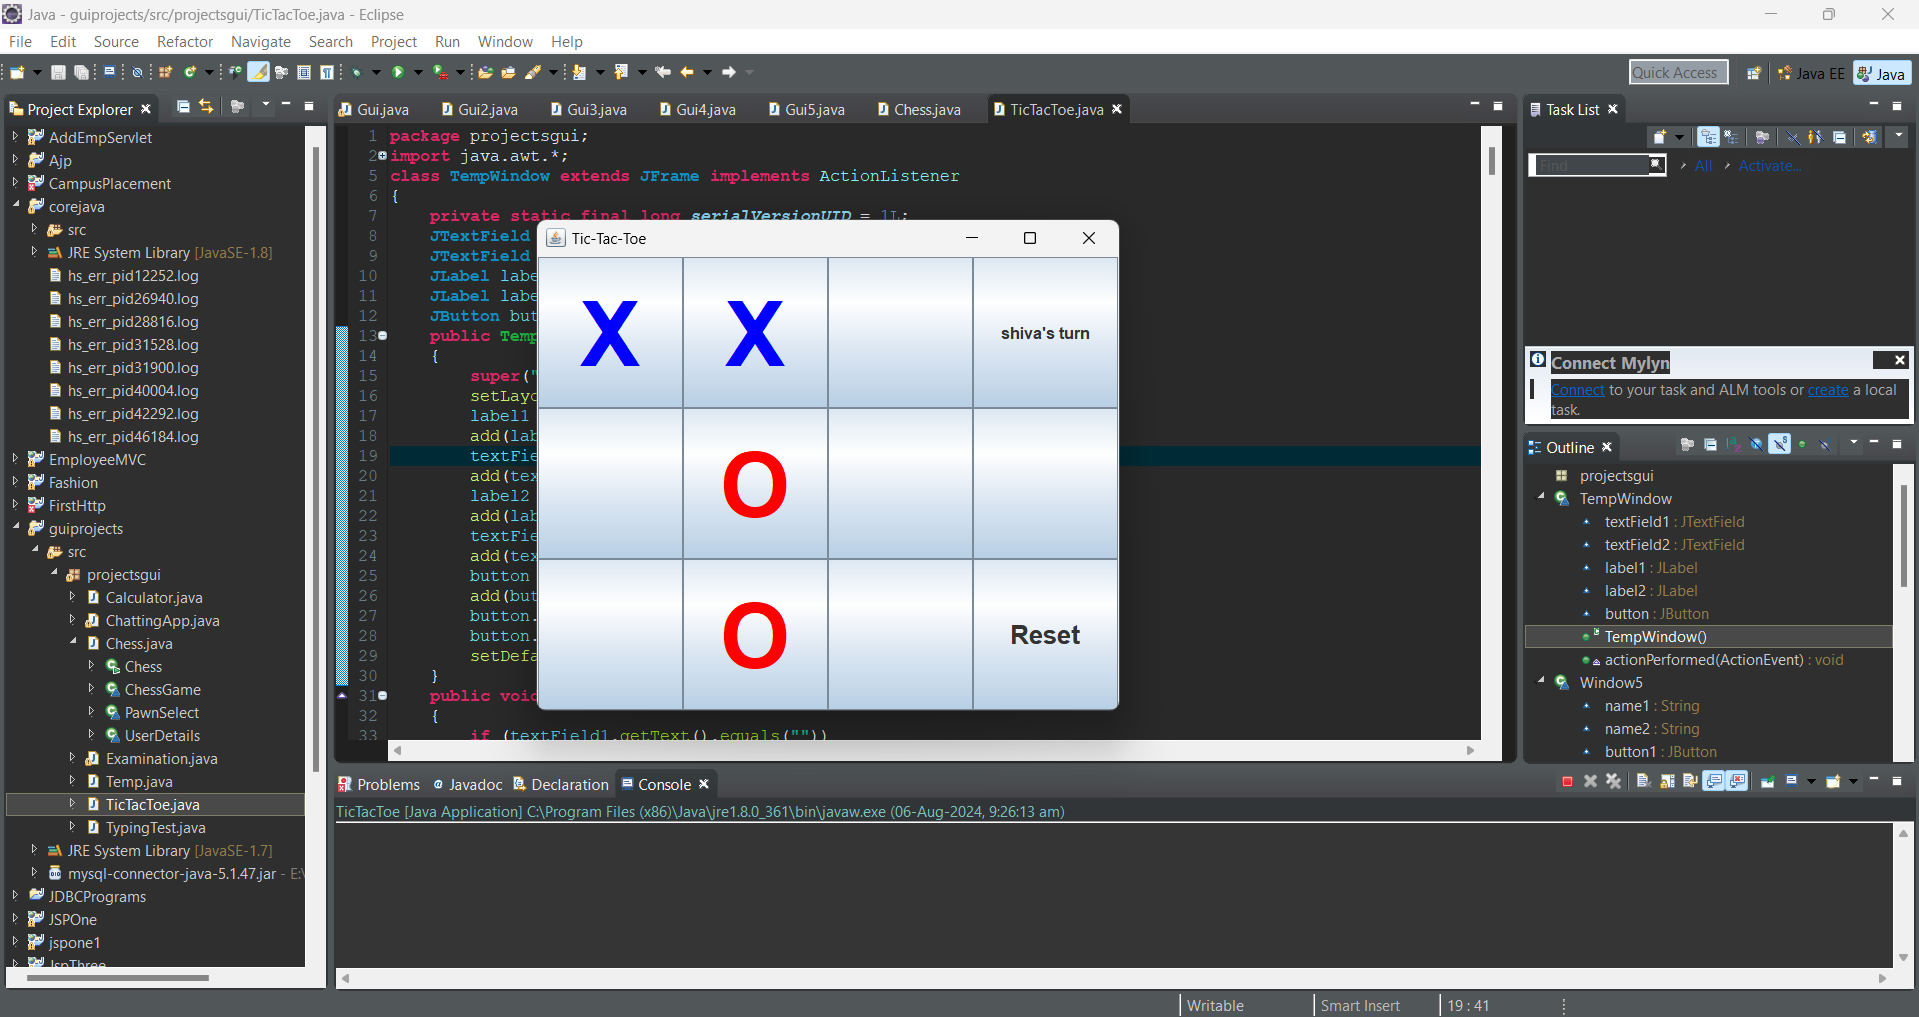 Java - guiprojects/src/projectsgui/TicTacToe.java - Eclipse
File Edit Source Refactor Navigate Search Project Run Window Help
Quick Access Java EE Java
Project Explorer
AddEmpServlet
Ajp
CampusPlacement
corejava
src
JRE System Library [JavaSE-1.8]
hs_err_pid12252.log
hs_err_pid26940.log
hs_err_pid28816.log
hs_err_pid31528.log
hs_err_pid31900.log
hs_err_pid40004.log
hs_err_pid42292.log
hs_err_pid46184.log
EmployeeMVC
Fashion
FirstHttp
guiprojects
src
projectsgui
Calculator.java
ChattingApp.java
Chess.java
Chess
ChessGame
PawnSelect
UserDetails
Examination.java
Temp.java
TicTacToe.java
TypingTest.java
JRE System Library [JavaSE-1.7]
mysql-connector-java-5.1.47.jar - E:\
JDBCPrograms
JSPOne
jspone1
JspThree
Gui.java Gui2.java Gui3.java Gui4.java Gui5.java Chess.java TicTacToe.java
1 package projectsgui;
2 import java.awt.*;
5 class TempWindow extends JFrame implements ActionListener
6 {
7 private static final long serialVersionUID = 1L;
8 JTextField
9 JTextField
10 JLabel labe
11 JLabel labe
12 JButton but
13 public Temp
14 {
15 super("
16 setLayo
17 label1
18 add(lab
19 textFie
20 add(tex
21 label2
22 add(lab
23 textFie
24 add(tex
25 button
26 add(but
27 button.
28 button.
29 setDefa
30 }
31 public void
32 {
33 if (textField1.getText().equals(""))
Tic-Tac-Toe
X X shiva's turn
O
O Reset
Task List
Find All Activate...
Connect Mylyn
Connect to your task and ALM tools or create a local
task.
Outline
projectsgui
TempWindow
textField1 : JTextField
textField2 : JTextField
label1 : JLabel
label2 : JLabel
button : JButton
TempWindow()
actionPerformed(ActionEvent) : void
Window5
name1 : String
name2 : String
button1 : JButton
Problems Javadoc Declaration Console
TicTacToe [Java Application] C:\Program Files (x86)\Java\jre1.8.0_361\bin\javaw.exe (06-Aug-2024, 9:26:13 am)
Writable Smart Insert 19 : 41